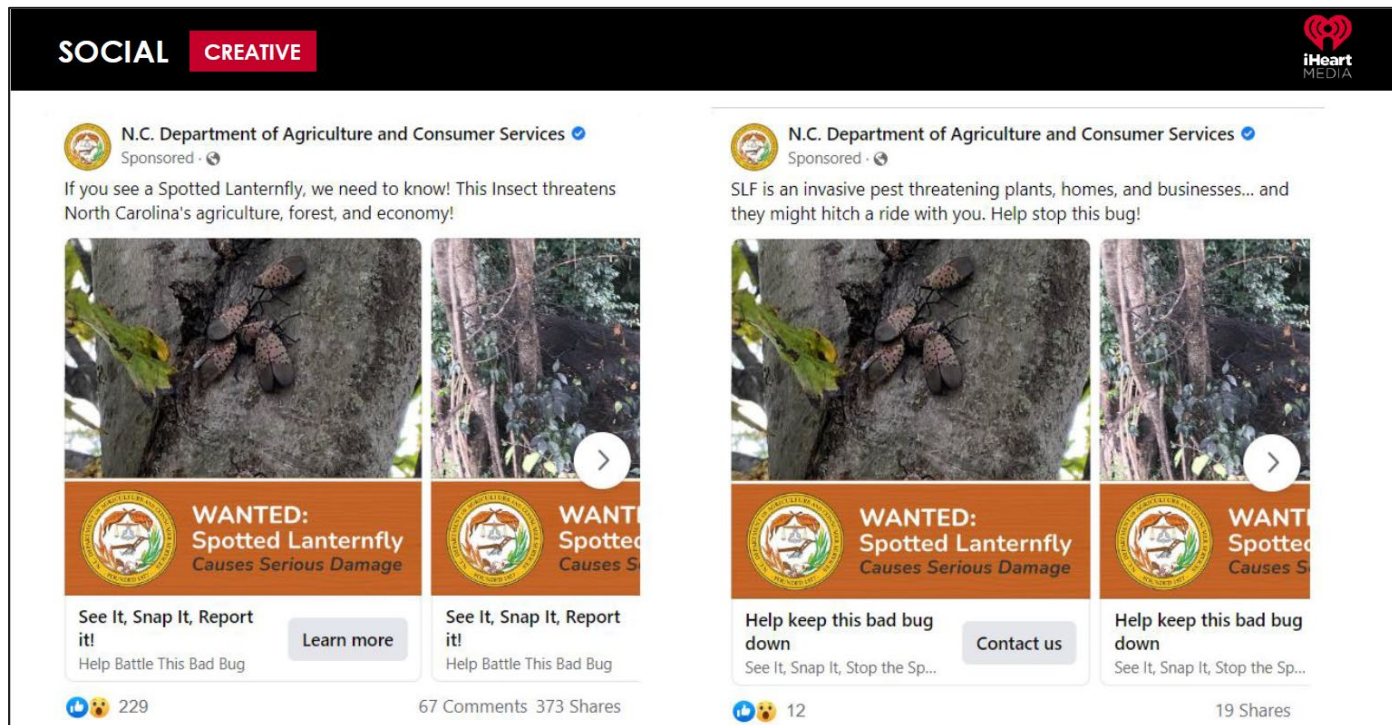 SOCIAL CREATIVE
iHeart
MEDIA
N.C. Department of Agriculture and Consumer Services
Sponsored ·
If you see a Spotted Lanternfly, we need to know! This Insect threatens
North Carolina's agriculture, forest, and economy!
WANTED:
Spotted Lanternfly
Causes Serious Damage
See It, Snap It, Report
it!
Help Battle This Bad Bug
Learn more
WANT
Spotte
Causes S
See It, Snap It, Report
it!
Help Battle This Bad Bug
229
67 Comments 373 Shares
N.C. Department of Agriculture and Consumer Services
Sponsored ·
SLF is an invasive pest threatening plants, homes, and businesses... and
they might hitch a ride with you. Help stop this bug!
WANTED:
Spotted Lanternfly
Causes Serious Damage
Help keep this bad bug
down
See It, Snap It, Stop the Sp...
Contact us
WANT
Spotte
Causes S
Help keep this bad bug
down
See It, Snap It, Stop the Sp...
12
19 Shares